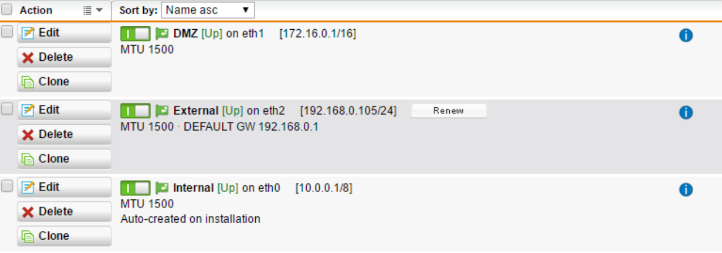 Action Sort by: Name asc
Edit DMZ [Up] on eth1 [172.16.0.1/16]
Delete MTU 1500
Clone
Edit External [Up] on eth2 [192.168.0.105/24] Renew
Delete MTU 1500 · DEFAULT GW 192.168.0.1
Clone
Edit Internal [Up] on eth0 [10.0.0.1/8]
MTU 1500
Delete Auto-created on installation
Clone